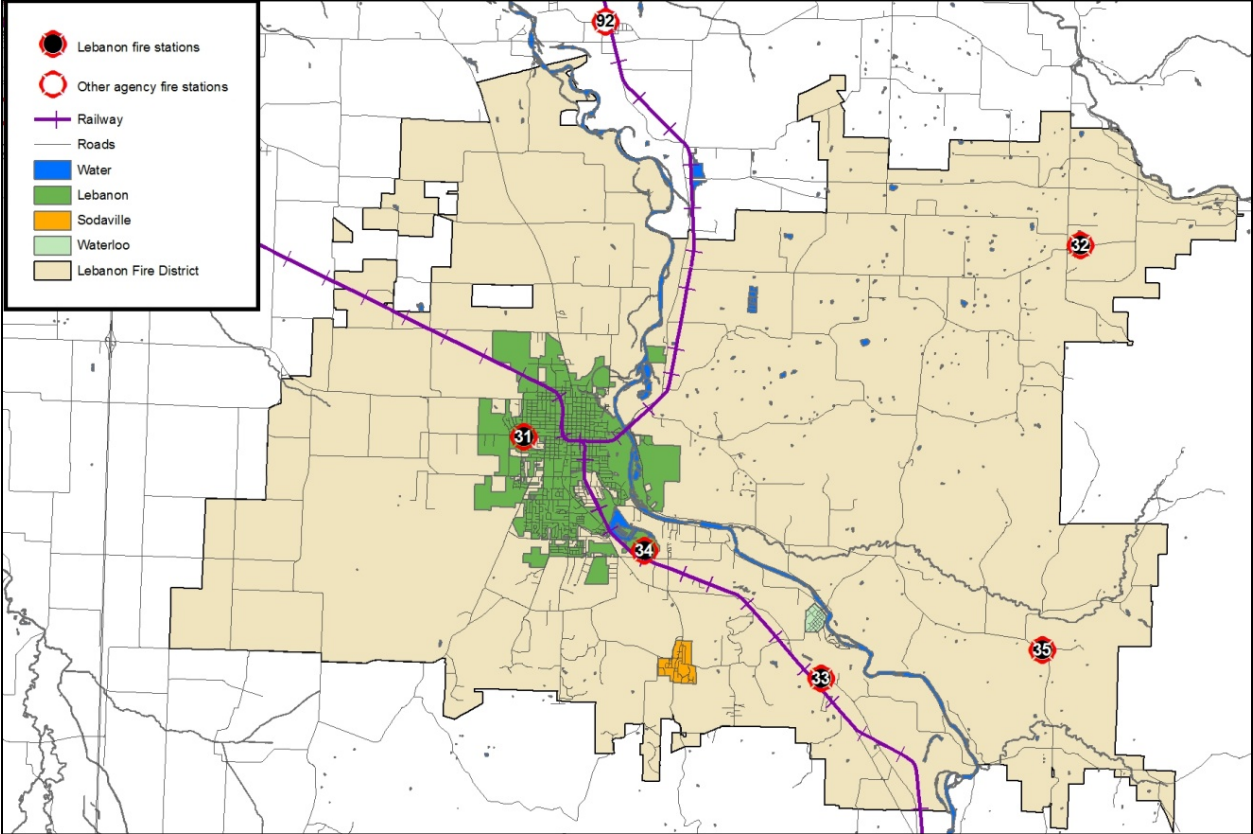 92
Lebanon fire stations
Other agency fire stations
Railway
Roads
Water
Lebanon
Sodaville
Waterloo
Lebanon Fire District
32
31
34
35
33